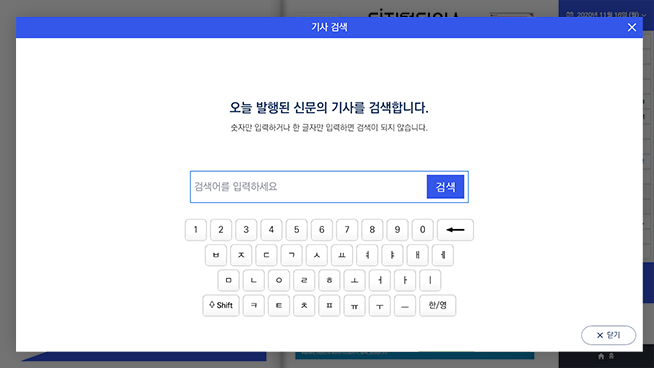 2020년 11월 16일 (월)
기사 검색
오늘 발행된 신문의 기사를 검색합니다.
숫자만 입력하거나 한 글자만 입력하면 검색이 되지 않습니다.
검색어를 입력하세요 검색
1 2 3 4 5 6 7 8 9 0 ←
ㅂ ㅈ ㄷ ㄱ ㅅ ㅛ ㅕ ㅑ ㅐ ㅔ
ㅁ ㄴ ㅇ ㄹ ㅎ ㅗ ㅓ ㅏ ㅣ
⇧ Shift ㅋ ㅌ ㅊ ㅍ ㅠ ㅜ ㅡ 한/영
× 닫기
홈